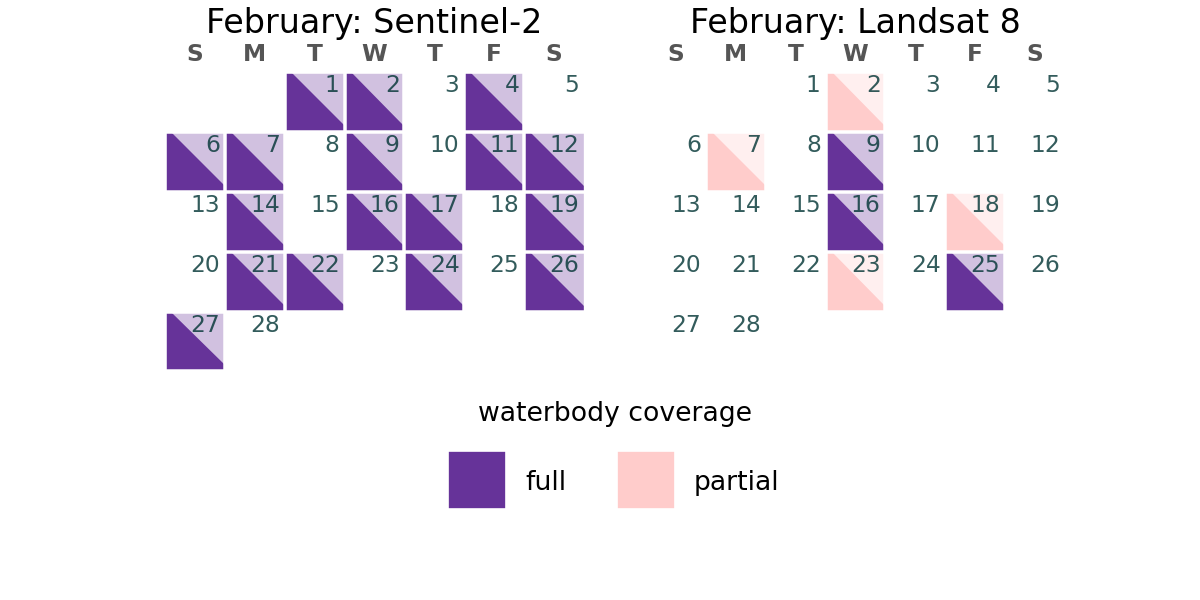 February: Sentinel-2
S M T W T F S
1 2 3 4 5
6 7 8 9 10 11 12
13 14 15 16 17 18 19
20 21 22 23 24 25 26
27 28
February: Landsat 8
S M T W T F S
1 2 3 4 5
6 7 8 9 10 11 12
13 14 15 16 17 18 19
20 21 22 23 24 25 26
27 28
waterbody coverage
full partial